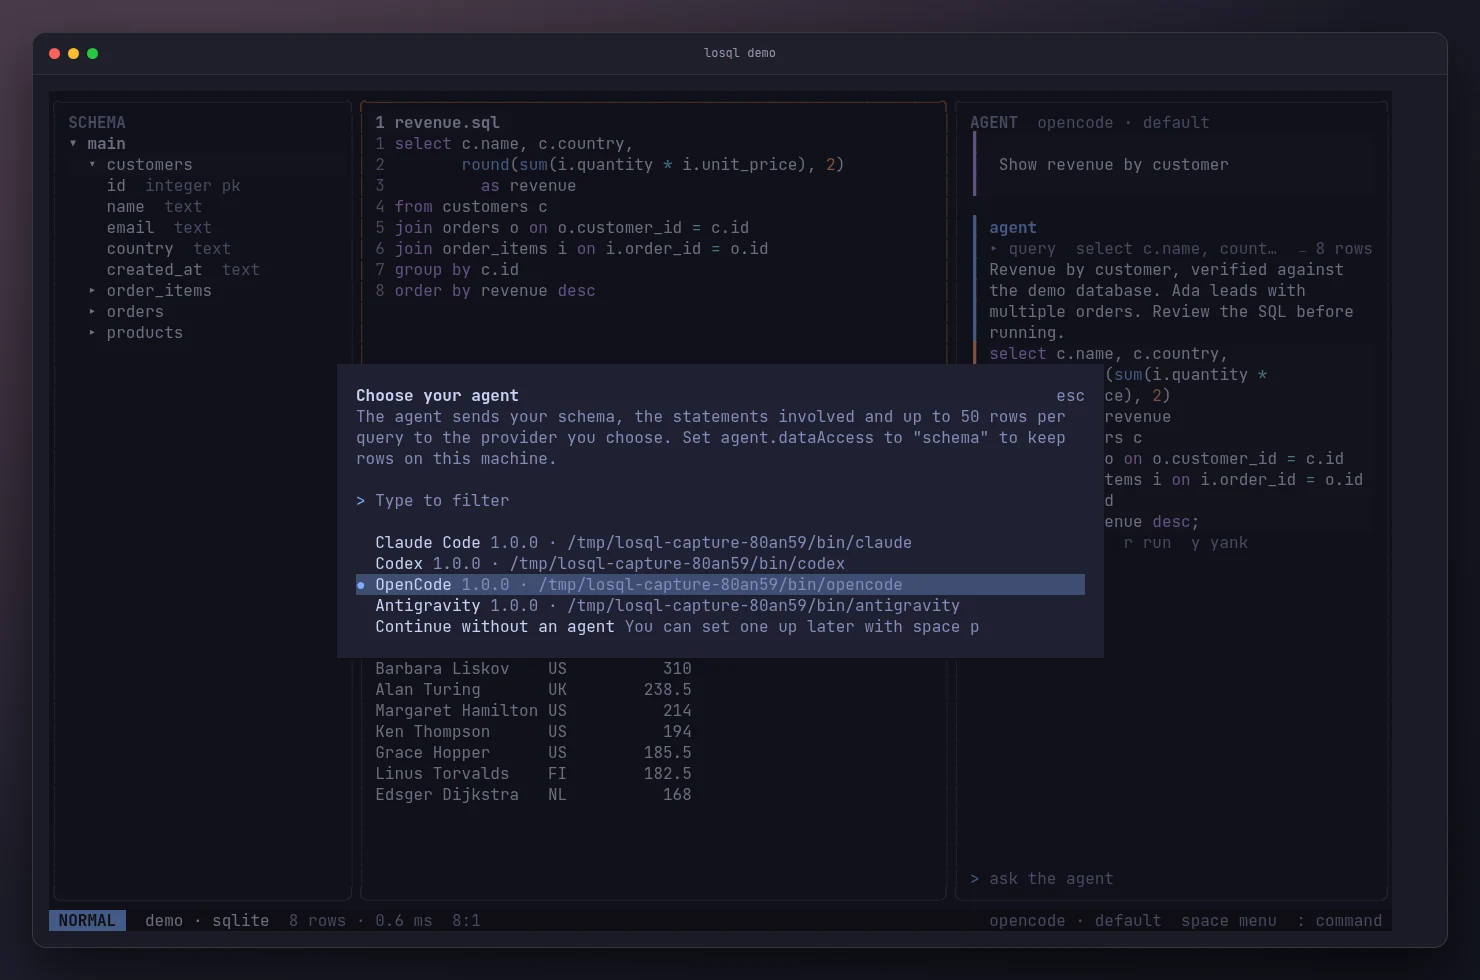 losql demo
SCHEMA
▾ main
▾ customers
id integer pk
name text
email text
country text
created_at text
▸ order_items
▸ orders
▸ products
1 revenue.sql
1 select c.name, c.country,
2 round(sum(i.quantity * i.unit_price), 2)
3 as revenue
4 from customers c
5 join orders o on o.customer_id = c.id
6 join order_items i on i.order_id = o.id
7 group by c.id
8 order by revenue desc
AGENT opencode · default
Show revenue by customer
agent
▸ query select c.name, count… – 8 rows
Revenue by customer, verified against
the demo database. Ada leads with
multiple orders. Review the SQL before
running.
select c.name, c.country,
(sum(i.quantity *
ce), 2)
revenue
rs c
o on o.customer_id = c.id
tems i on i.order_id = o.id
d
enue desc;
r run y yank
Choose your agent esc
The agent sends your schema, the statements involved and up to 50 rows per
query to the provider you choose. Set agent.dataAccess to "schema" to keep
rows on this machine.
> Type to filter
Claude Code 1.0.0 · /tmp/losql-capture-80an59/bin/claude
Codex 1.0.0 · /tmp/losql-capture-80an59/bin/codex
● OpenCode 1.0.0 · /tmp/losql-capture-80an59/bin/opencode
Antigravity 1.0.0 · /tmp/losql-capture-80an59/bin/antigravity
Continue without an agent You can set one up later with space p
Barbara Liskov US 310
Alan Turing UK 238.5
Margaret Hamilton US 214
Ken Thompson US 194
Grace Hopper US 185.5
Linus Torvalds FI 182.5
Edsger Dijkstra NL 168
> ask the agent
NORMAL demo · sqlite 8 rows · 0.6 ms 8:1
opencode · default space menu : command